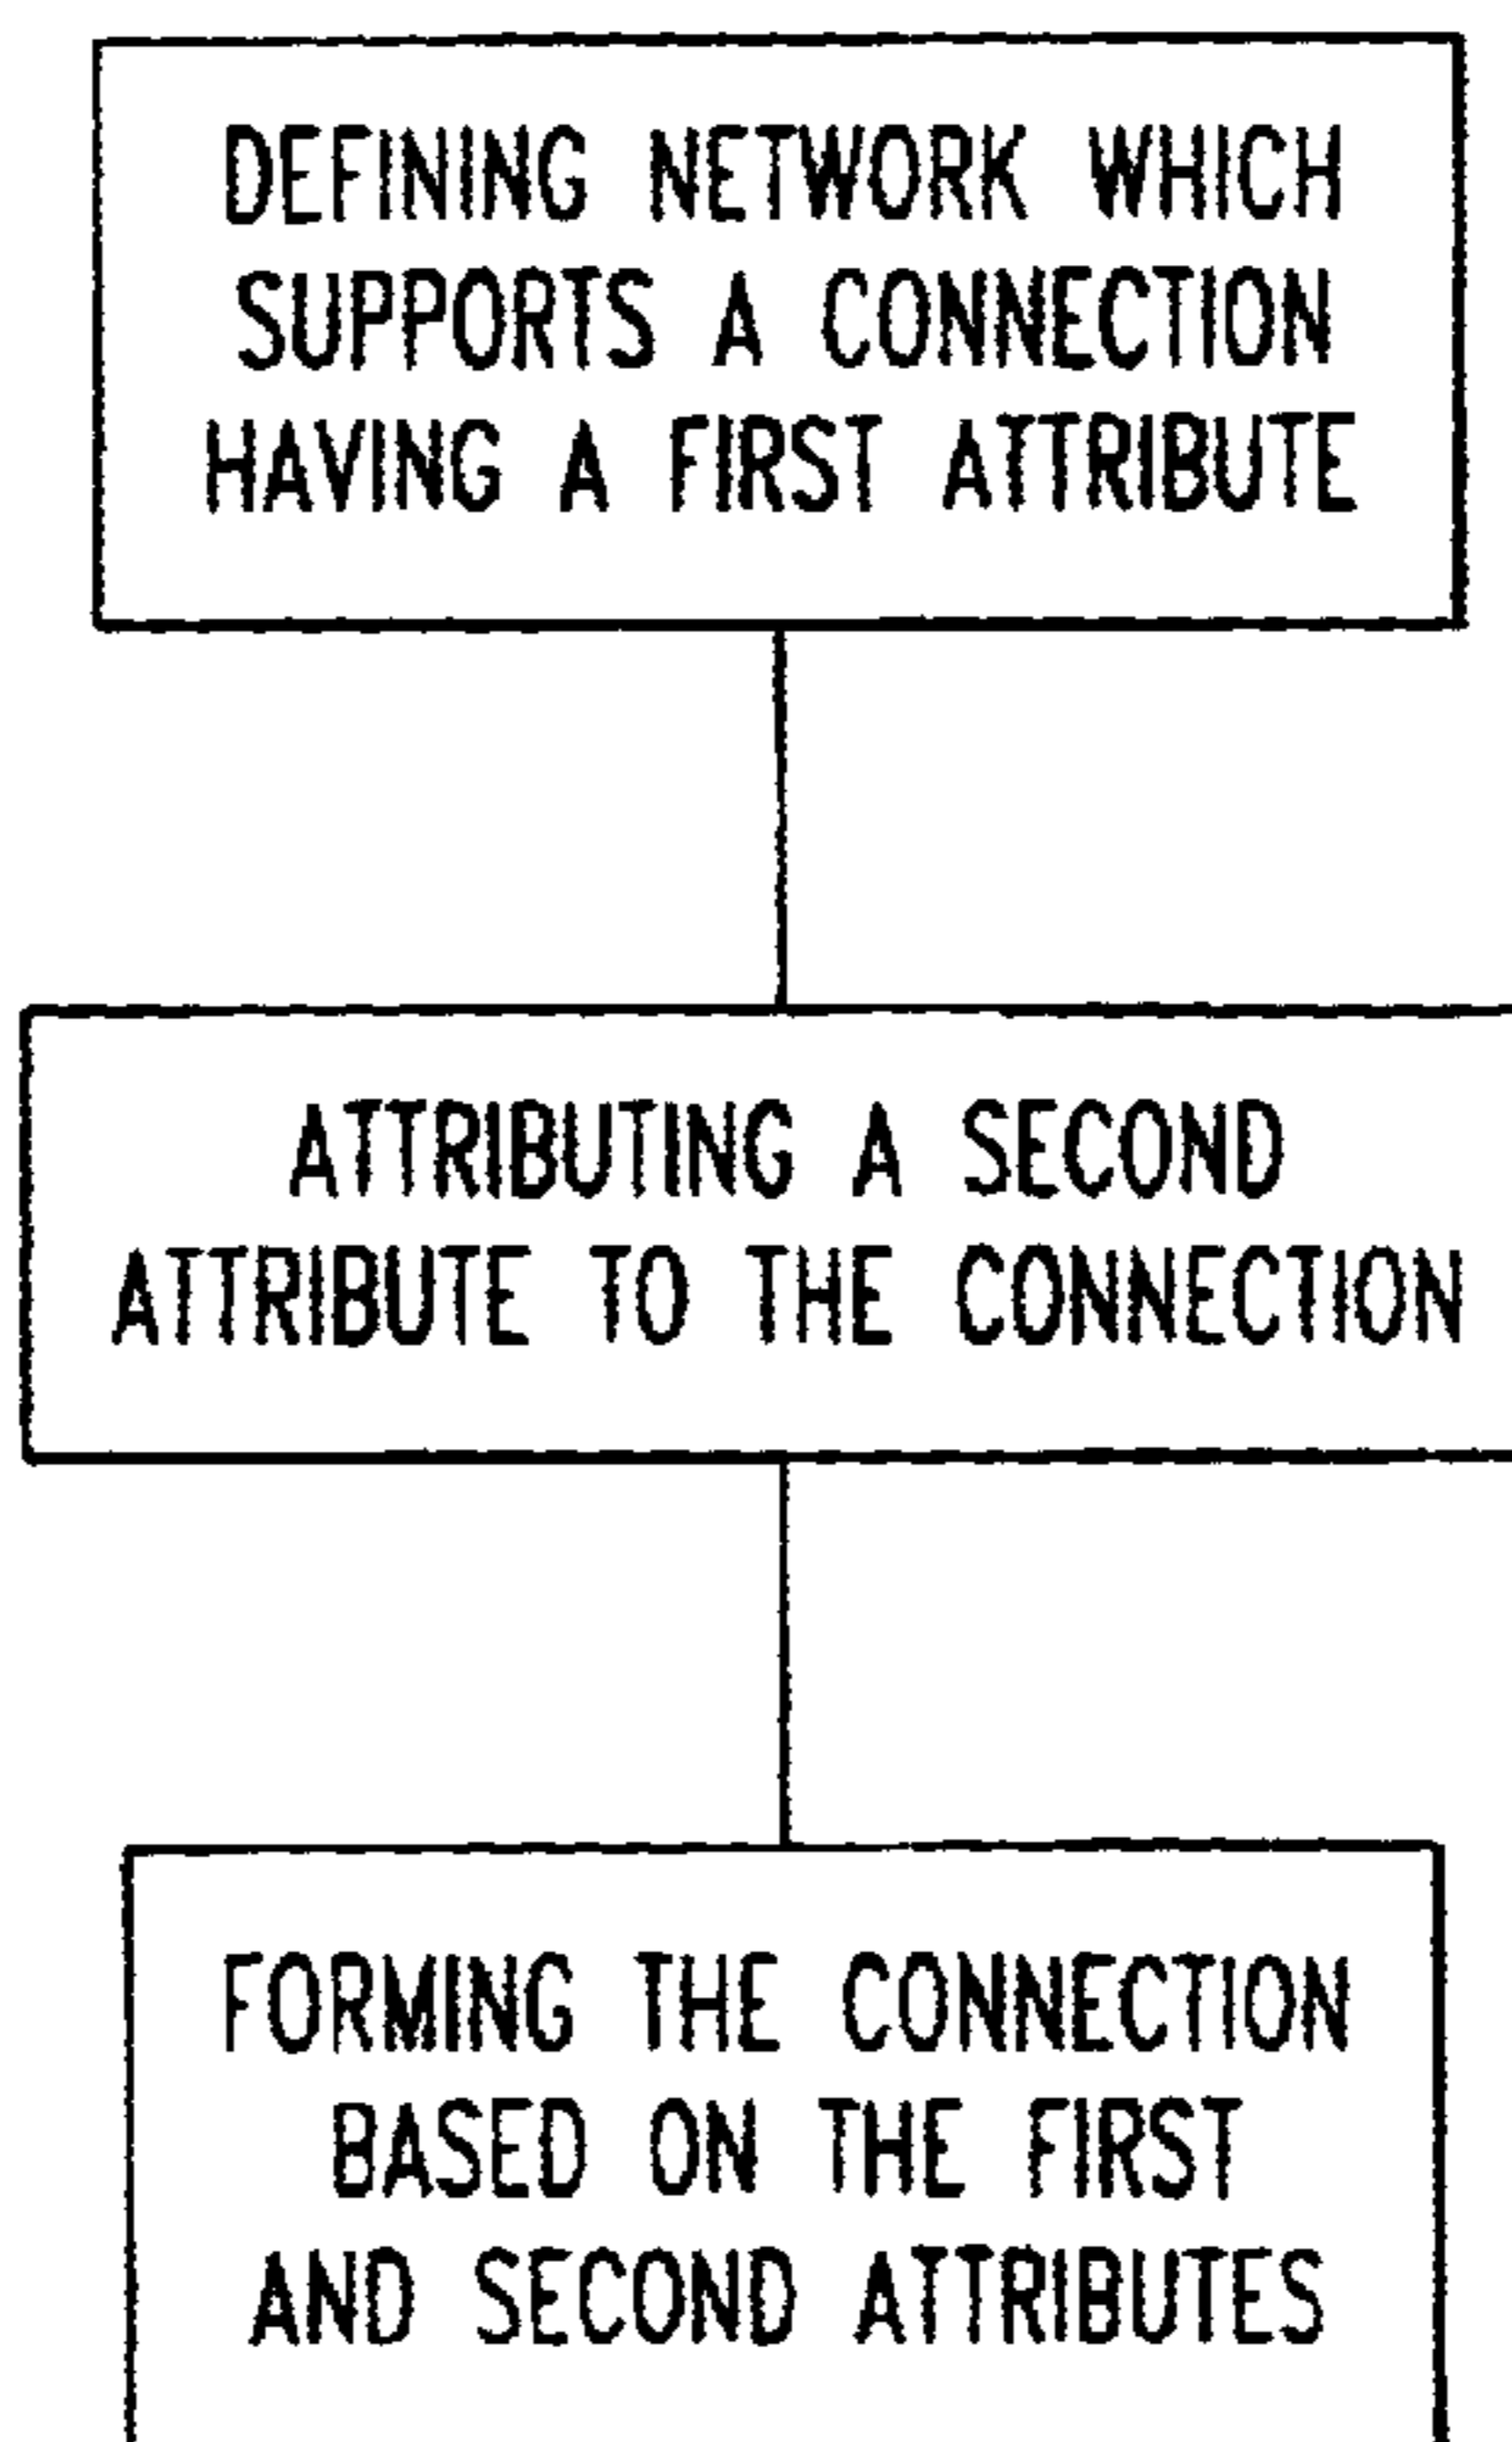 DEFINING NETWORK WHICH
SUPPORTS A CONNECTION
HAVING A FIRST ATTRIBUTE
ATTRIBUTING A SECOND
ATTRIBUTE TO THE CONNECTION
FORMING THE CONNECTION
BASED ON THE FIRST
AND SECOND ATTRIBUTES